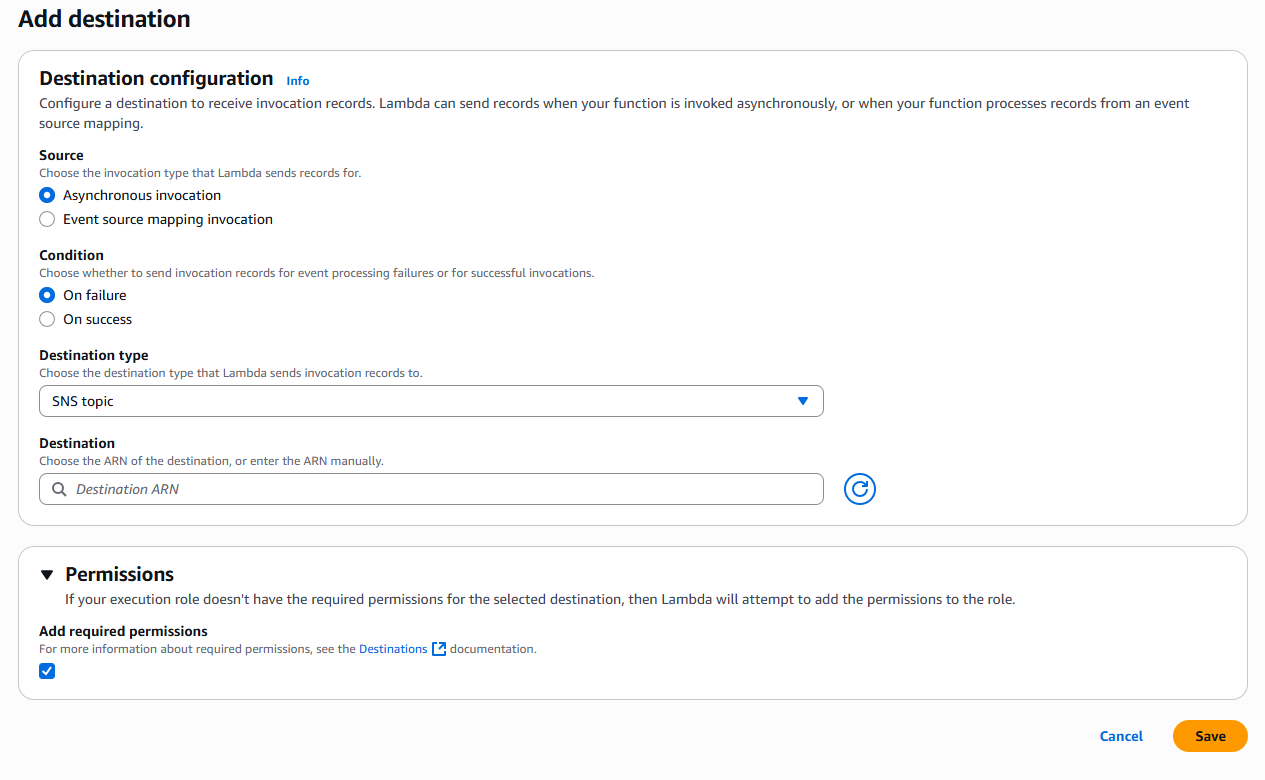 Add destination
Destination configuration Info
Configure a destination to receive invocation records. Lambda can send records when your function is invoked asynchronously, or when your function processes records from an event
source mapping.
Source
Choose the invocation type that Lambda sends records for.
Asynchronous invocation
Event source mapping invocation
Condition
Choose whether to send invocation records for event processing failures or for successful invocations.
On failure
On success
Destination type
Choose the destination type that Lambda sends invocation records to.
SNS topic
Destination
Choose the ARN of the destination, or enter the ARN manually.
Destination ARN
Permissions
If your execution role doesn't have the required permissions for the selected destination, then Lambda will attempt to add the permissions to the role.
Add required permissions
For more information about required permissions, see the Destinations documentation.
Cancel Save